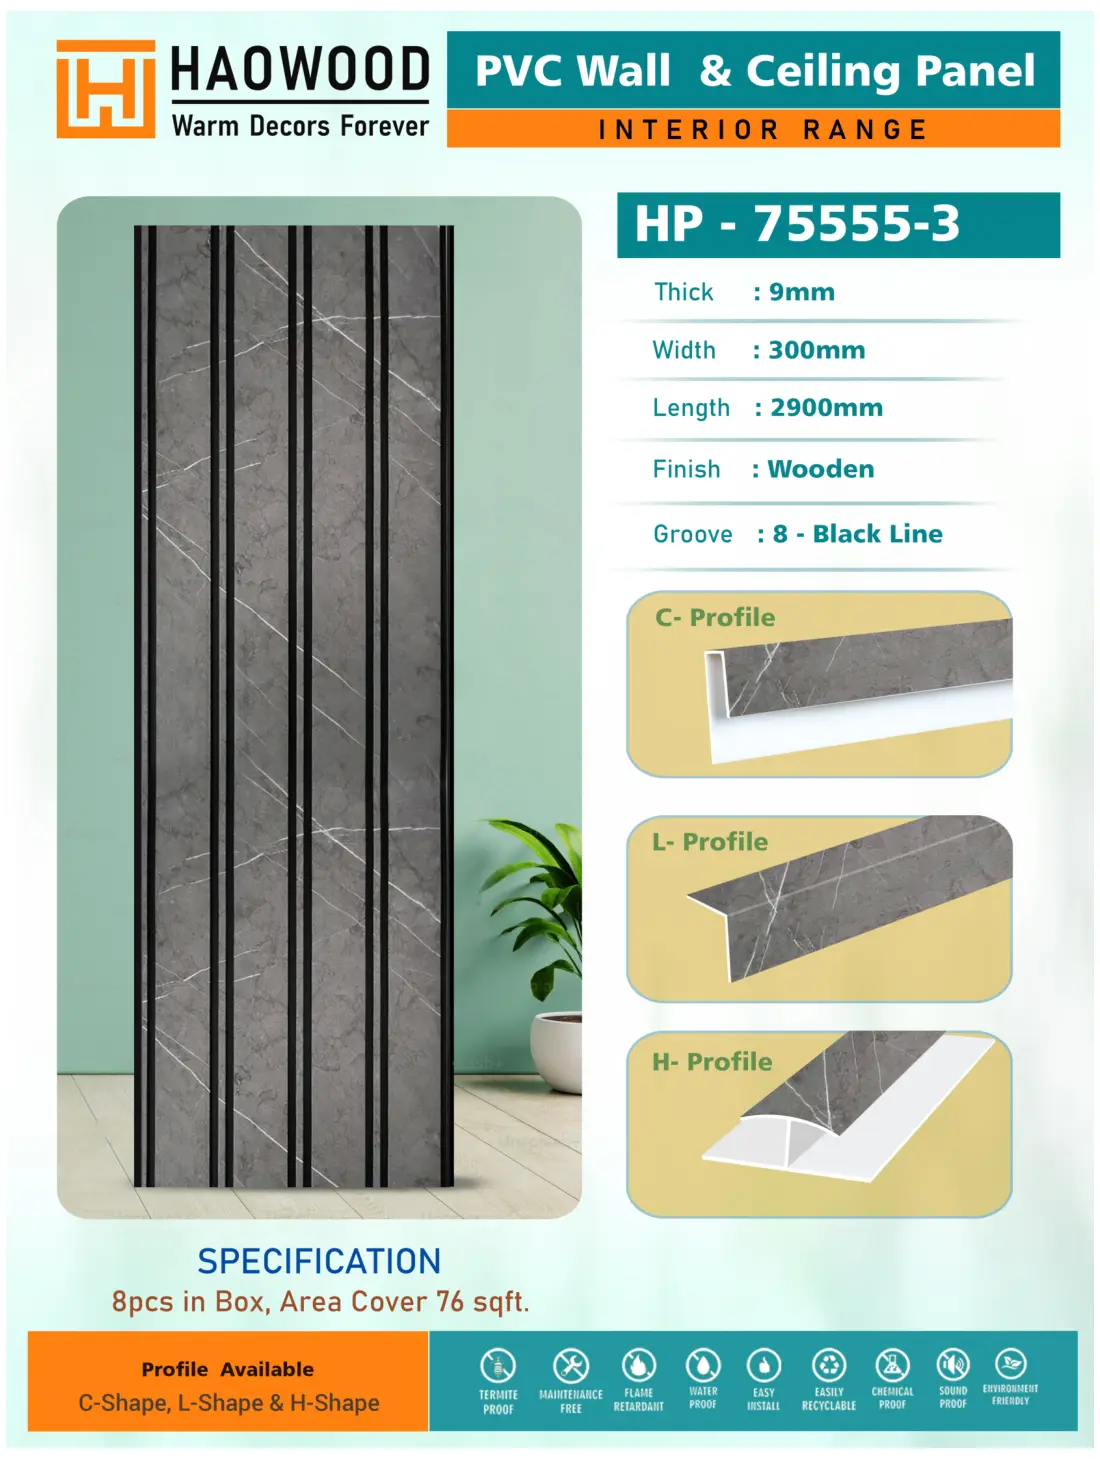 HAOWOOD
Warm Decors Forever
PVC Wall & Ceiling Panel
INTERIOR RANGE
HP - 75555-3
Thick : 9mm
Width : 300mm
Length : 2900mm
Finish : Wooden
Groove : 8 - Black Line
C- Profile
L- Profile
H- Profile
SPECIFICATION
8pcs in Box, Area Cover 76 sqft.
Profile Available
C-Shape, L-Shape & H-Shape
TERMITE PROOF
MAINTENANCE FREE
FLAME RETARDANT
WATER PROOF
EASY INSTALL
EASILY RECYCLABLE
CHEMICAL PROOF
SOUND PROOF
ENVIRONMENT FRIENDLY